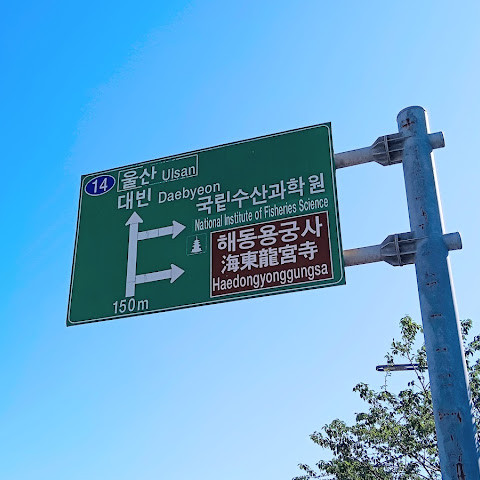 14 울산 Ulsan
대빈 Daebyeon
국립수산과학원
National Institute of Fisheries Science
해동용궁사
海東龍宮寺
Haedongyonggungsa
150m